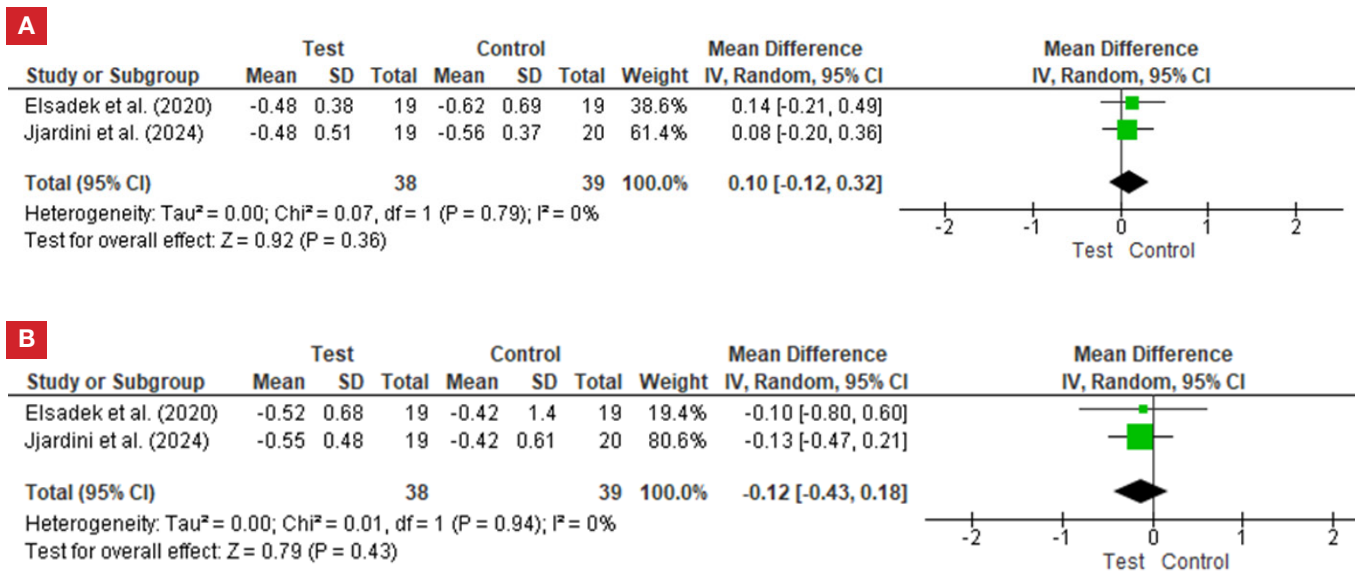 A
Test Control Mean Difference Mean Difference
Study or Subgroup Mean SD Total Mean SD Total Weight IV, Random, 95% CI IV, Random, 95% CI
Elsadek et al. (2020) -0.48 0.38 19 -0.62 0.69 19 38.6% 0.14 [-0.21, 0.49]
Jjardini et al. (2024) -0.48 0.51 19 -0.56 0.37 20 61.4% 0.08 [-0.20, 0.36]
Total (95% CI) 38 39 100.0% 0.10 [-0.12, 0.32]
Heterogeneity: Tau² = 0.00; Chi² = 0.07, df = 1 (P = 0.79); I² = 0%
Test for overall effect: Z = 0.92 (P = 0.36)
-2 -1 0 1 2
Test Control
B
Test Control Mean Difference Mean Difference
Study or Subgroup Mean SD Total Mean SD Total Weight IV, Random, 95% CI IV, Random, 95% CI
Elsadek et al. (2020) -0.52 0.68 19 -0.42 1.4 19 19.4% -0.10 [-0.80, 0.60]
Jjardini et al. (2024) -0.55 0.48 19 -0.42 0.61 20 80.6% -0.13 [-0.47, 0.21]
Total (95% CI) 38 39 100.0% -0.12 [-0.43, 0.18]
Heterogeneity: Tau² = 0.00; Chi² = 0.01, df = 1 (P = 0.94); I² = 0%
Test for overall effect: Z = 0.79 (P = 0.43)
-2 -1 0 1 2
Test Control